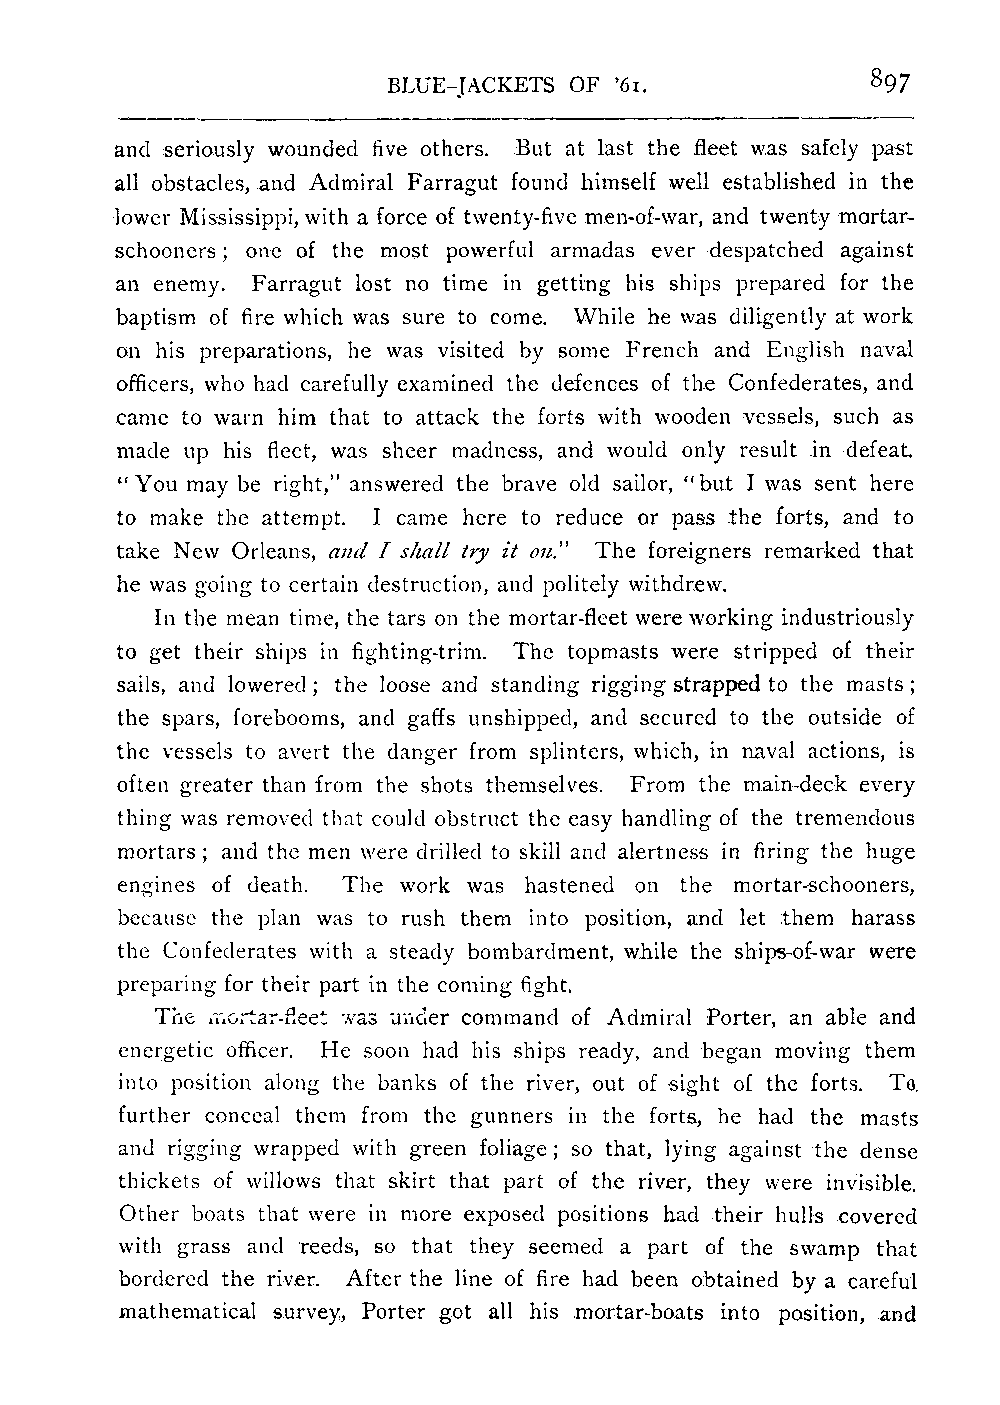 BLUE-JACKETS OF '61. 897
and seriously wounded five others. But at last the fleet was safely past
all obstacles, and Admiral Farragut found himself well established in the
lower Mississippi, with a force of twenty-five men-of-war, and twenty mortar-
schooners; one of the most powerful armadas ever despatched against
an enemy. Farragut lost no time in getting his ships prepared for the
baptism of fire which was sure to come. While he was diligently at work
on his preparations, he was visited by some French and English naval
officers, who had carefully examined the defences of the Confederates, and
came to warn him that to attack the forts with wooden vessels, such as
made up his fleet, was sheer madness, and would only result in defeat.
"You may be right," answered the brave old sailor, "but I was sent here
to make the attempt. I came here to reduce or pass the forts, and to
take New Orleans, and I shall try it on." The foreigners remarked that
he was going to certain destruction, and politely withdrew.
In the mean time, the tars on the mortar-fleet were working industriously
to get their ships in fighting-trim. The topmasts were stripped of their
sails, and lowered; the loose and standing rigging strapped to the masts;
the spars, forebooms, and gaffs unshipped, and secured to the outside of
the vessels to avert the danger from splinters, which, in naval actions, is
often greater than from the shots themselves. From the main-deck every
thing was removed that could obstruct the easy handling of the tremendous
mortars; and the men were drilled to skill and alertness in firing the huge
engines of death. The work was hastened on the mortar-schooners,
because the plan was to rush them into position, and let them harass
the Confederates with a steady bombardment, while the ships-of-war were
preparing for their part in the coming fight.
The mortar-fleet was under command of Admiral Porter, an able and
energetic officer. He soon had his ships ready, and began moving them
into position along the banks of the river, out of sight of the forts. To
further conceal them from the gunners in the forts, he had the masts
and rigging wrapped with green foliage; so that, lying against the dense
thickets of willows that skirt that part of the river, they were invisible.
Other boats that were in more exposed positions had their hulls covered
with grass and reeds, so that they seemed a part of the swamp that
bordered the river. After the line of fire had been obtained by a careful
mathematical survey, Porter got all his mortar-boats into position, and